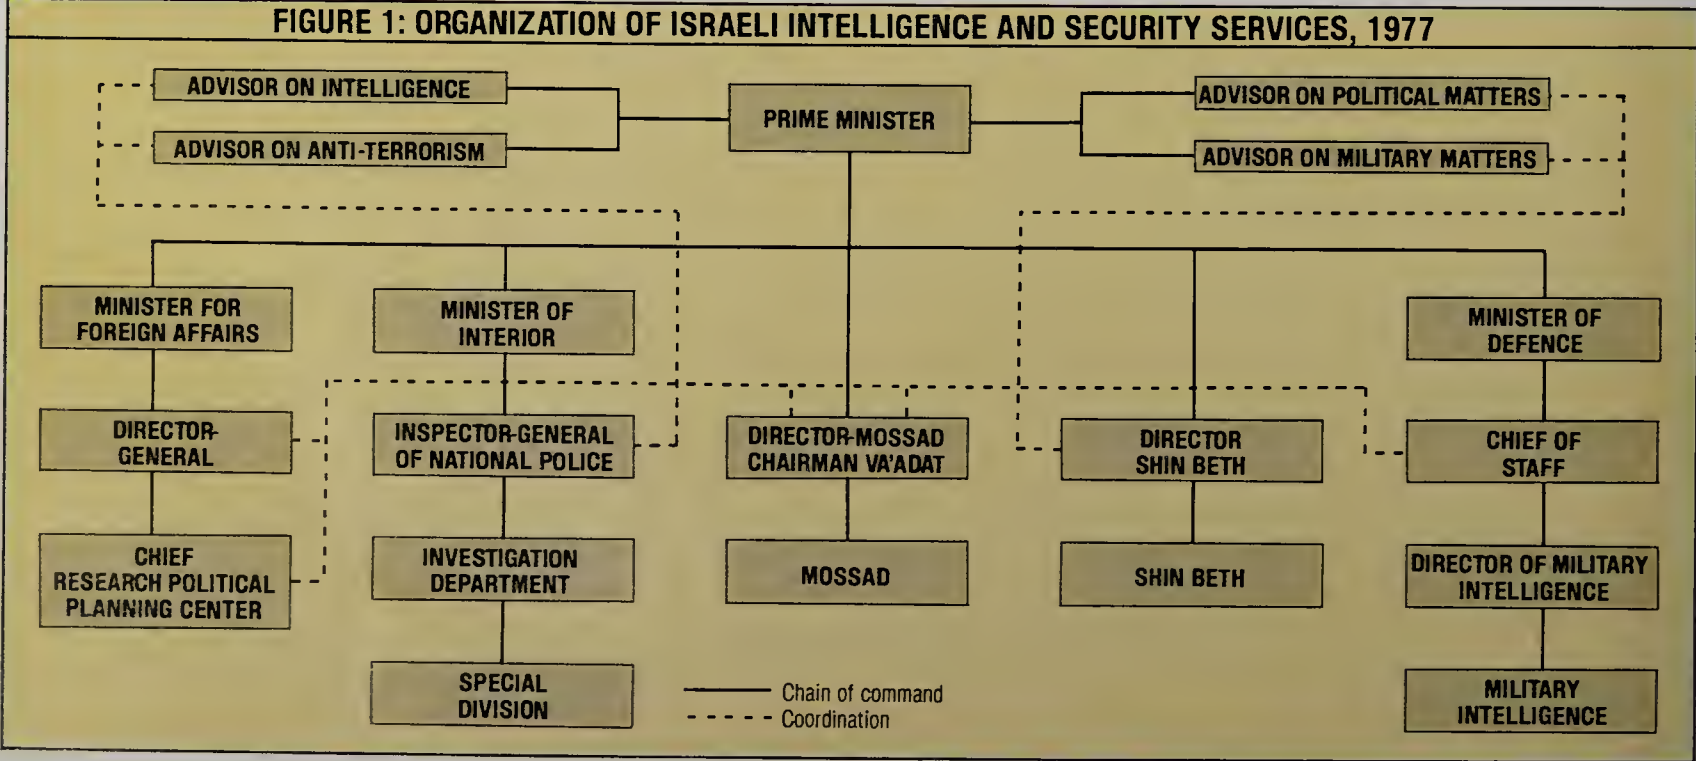 FIGURE 1: ORGANIZATION OF ISRAELI INTELLIGENCE AND SECURITY SERVICES, 1977
ADVISOR ON INTELLIGENCE
ADVISOR ON ANTI-TERRORISM
PRIME MINISTER
ADVISOR ON POLITICAL MATTERS
ADVISOR ON MILITARY MATTERS
MINISTER FOR
FOREIGN AFFAIRS
MINISTER OF
INTERIOR
MINISTER OF
DEFENCE
DIRECTOR-
GENERAL
INSPECTOR-GENERAL
OF NATIONAL POLICE
DIRECTOR-MOSSAD
CHAIRMAN VA'ADAT
DIRECTOR
SHIN BETH
CHIEF OF
STAFF
CHIEF
RESEARCH POLITICAL
PLANNING CENTER
INVESTIGATION
DEPARTMENT
MOSSAD
SHIN BETH
DIRECTOR OF MILITARY
INTELLIGENCE
SPECIAL
DIVISION
Chain of command
Coordination
MILITARY
INTELLIGENCE